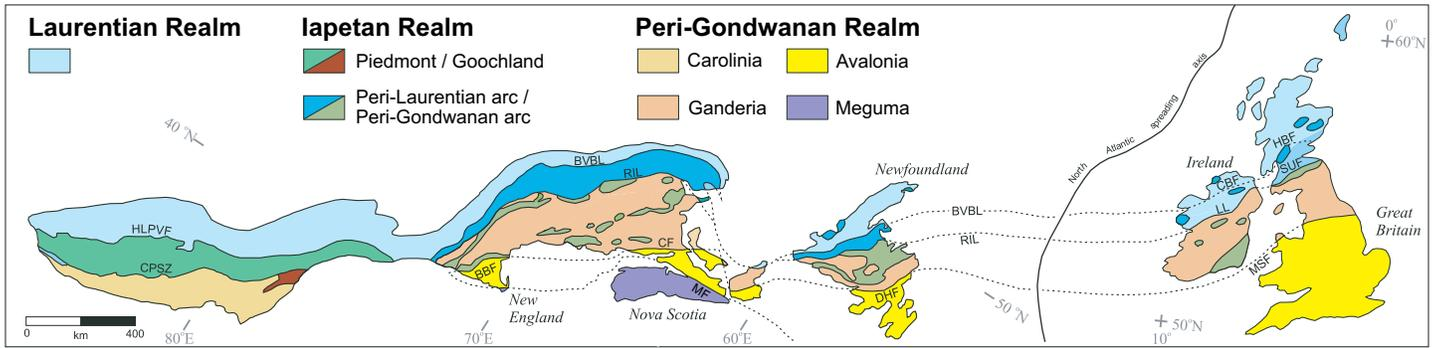 Laurentian Realm
Iapetan Realm
Peri-Gondwanan Realm
Piedmont / Goochland
Peri-Laurentian arc /
Peri-Gondwanan arc
Carolinia
Avalonia
Ganderia
Meguma
0°
60°N
40 °N
North Atlantic spreading axis
HBF
SUF
Ireland
CBF
LL
Great
Britain
MSF
Newfoundland
BVBL
RIL
BVBL
RIL
DHF
HLPVF
CPSZ
BBF
CF
MF
New
England
Nova Scotia
50 °N
50°N
10°
0
km
400
80°E
70°E
60°E